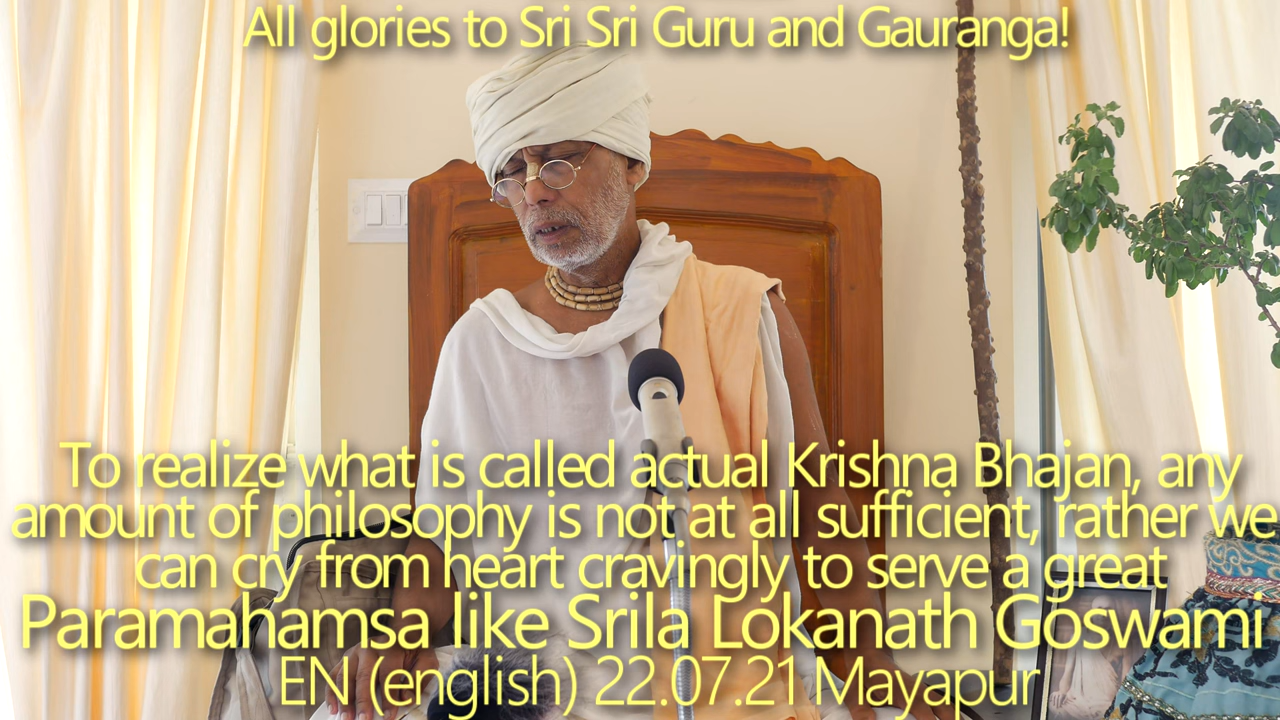 All glories to Sri Sri Guru and Gauranga!
To realize what is called actual Krishna Bhajan, any
amount of philosophy is not at all sufficient, rather we
can cry from heart cravingly to serve a great
Paramahamsa like Srila Lokanath Goswami
EN (english) 22.07.21 Mayapur